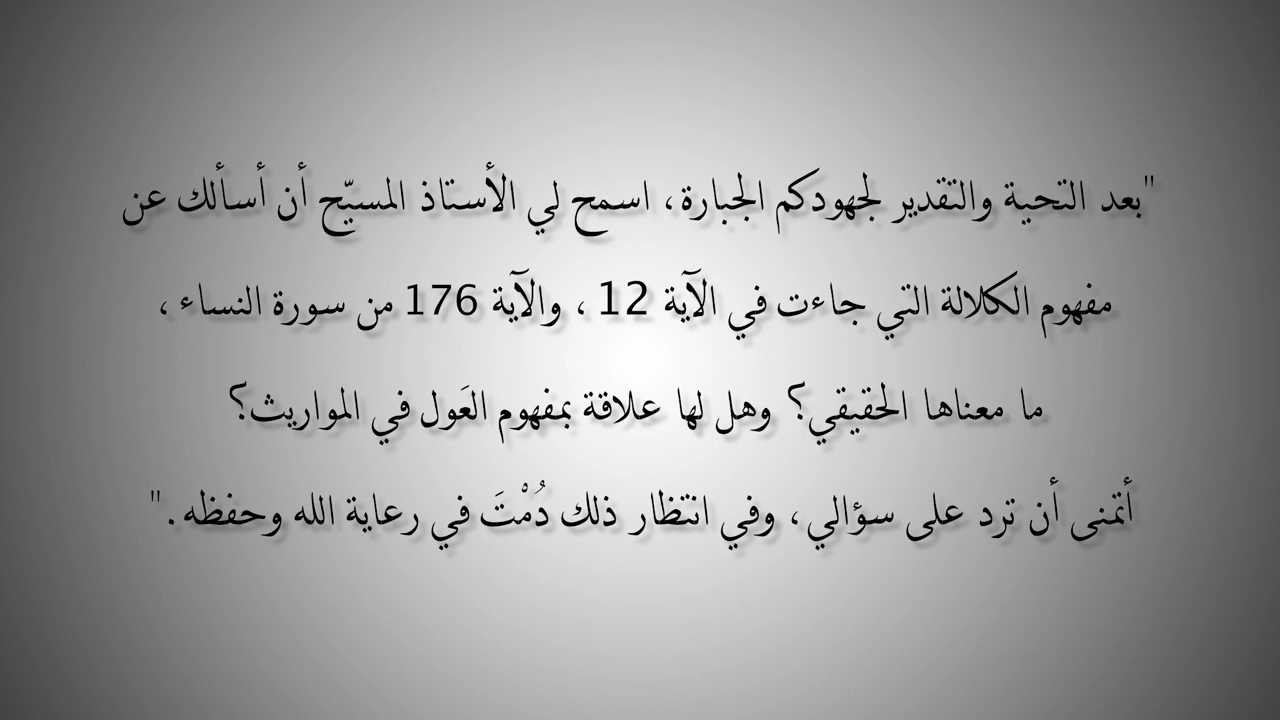 "بعد التحية والتقدير لجهودكم الجبارة، اسمح لي الأستاذ المسيّح أن أسألك عن
مفهوم الكلالة التي جاءت في الآية 12 ، والآية 176 من سورة النساء ،
ما معناها الحقيقي؟ وهل لها علاقة بمفهوم العَول في المواريث؟
أتمنى أن ترد على سؤالي، وفي انتظار ذلك دُمْتَ في رعاية الله وحفظه."